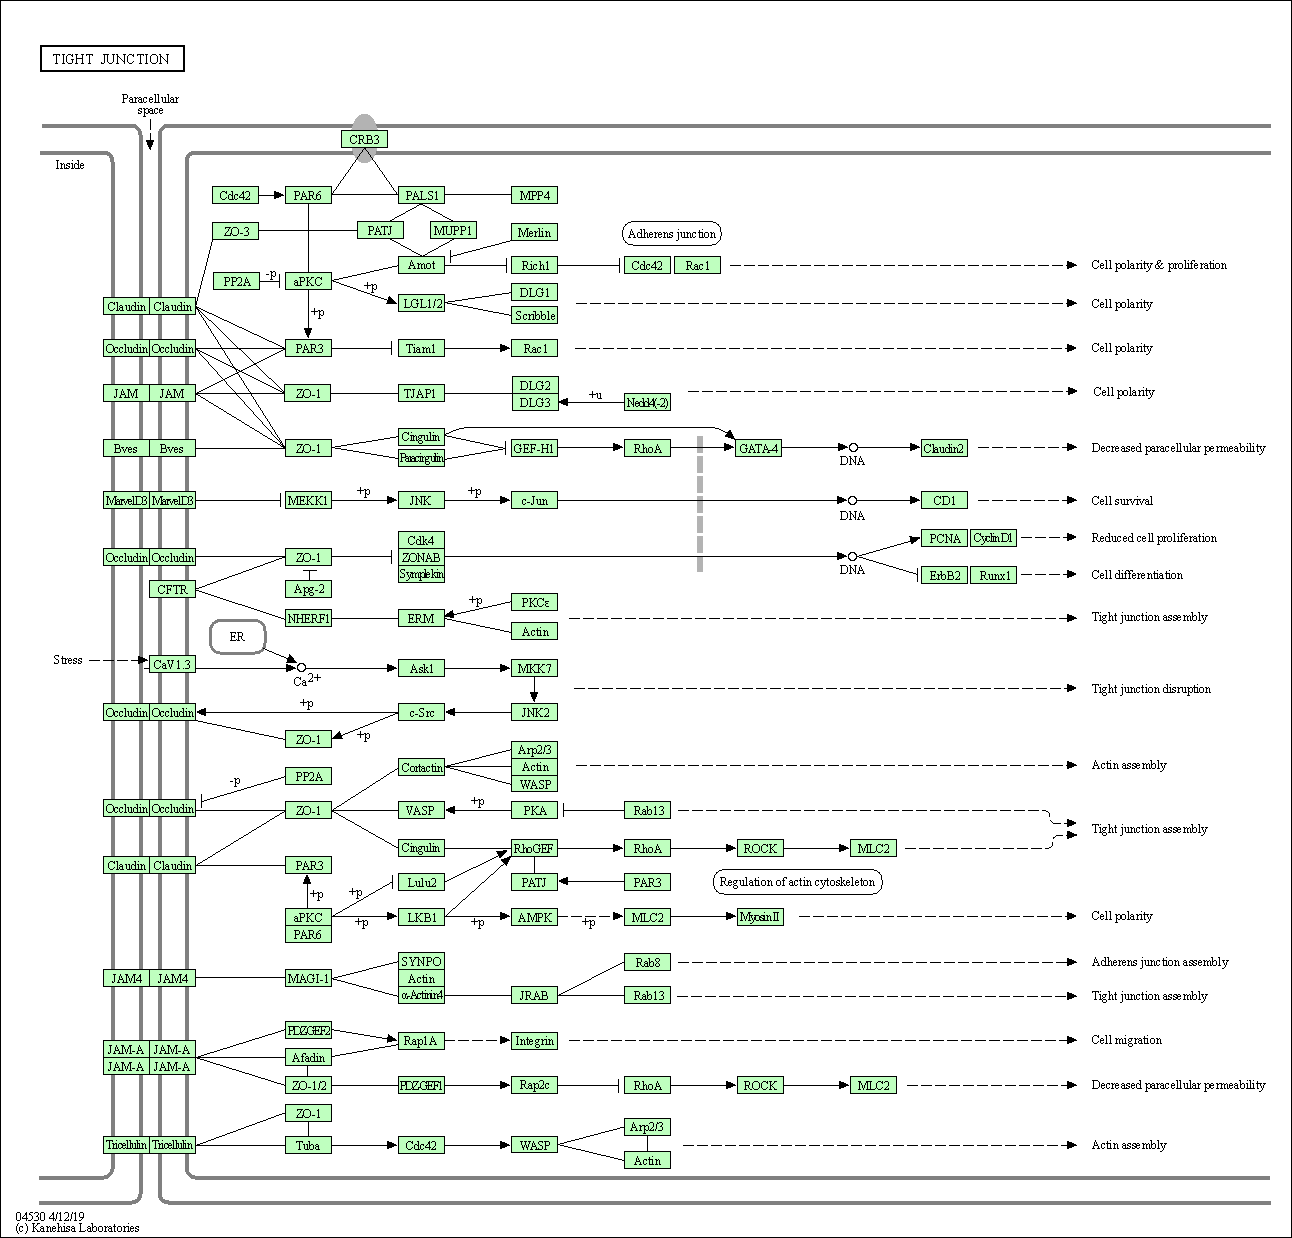 TIGHT JUNCTION
Paracellular
space
CRB3
Inside
Cdc42 PAR6 PALS1 MPP4
ZO-3 PATJ MUPP1 Merlin Adherens junction
Amot Rich1 Cdc42 Rac1 Cell polarity & proliferation
PP2A -p aPKC +p
DLG1
Claudin Claudin +p LGL1/2 Cell polarity
Scribble
Occludin Occludin PAR3 Tiam1 Rac1 Cell polarity
JAM JAM ZO-1 TJAP1 DLG2 Cell polarity
DLG3 +u Nedd4(-2)
Cingulin
Bves Bves ZO-1 GEF-H1 RhoA GATA-4 DNA Claudin2 Decreased paracellular permeability
Paracingulin
MarvelD3 MarvelD3 MEKK1 +p JNK +p c-Jun DNA CD1 Cell survival
Cdk4 PCNA CyclinD1 Reduced cell proliferation
Occludin Occludin ZO-1 ZONAB DNA
Symplekin ErbB2 Runx1 Cell differentiation
CFTR Apg-2
+p PKCε
NHERF1 ERM Tight junction assembly
Actin
ER
Stress CaV1.3 Ca2+ Ask1 MKK7
Tight junction disruption
Occludin Occludin +p c-Src JNK2
ZO-1 +p
Arp2/3
Cortactin Actin Actin assembly
-p PP2A WASP
Occludin Occludin ZO-1 VASP +p PKA Rab13
Tight junction assembly
Cingulin RhoGEF RhoA ROCK MLC2
Claudin Claudin PAR3
+p +p Lulu2 PATJ PAR3 Regulation of actin cytoskeleton
aPKC +p LKB1 +p AMPK +p MLC2 MyosinII Cell polarity
PAR6
SYNPO Rab8 Adherens junction assembly
JAM4 JAM4 MAGI-1 Actin
α-Actinin4 JRAB Rab13 Tight junction assembly
PDZGEF2
JAM-A JAM-A Rap1A Integrin Cell migration
JAM-A JAM-A Afadin
ZO-1/2 PDZGEF1 Rap2c RhoA ROCK MLC2 Decreased paracellular permeability
ZO-1
Arp2/3
Tricellulin Tricellulin Tuba Cdc42 WASP Actin assembly
Actin
04530 4/12/19
(c) Kanehisa Laboratories